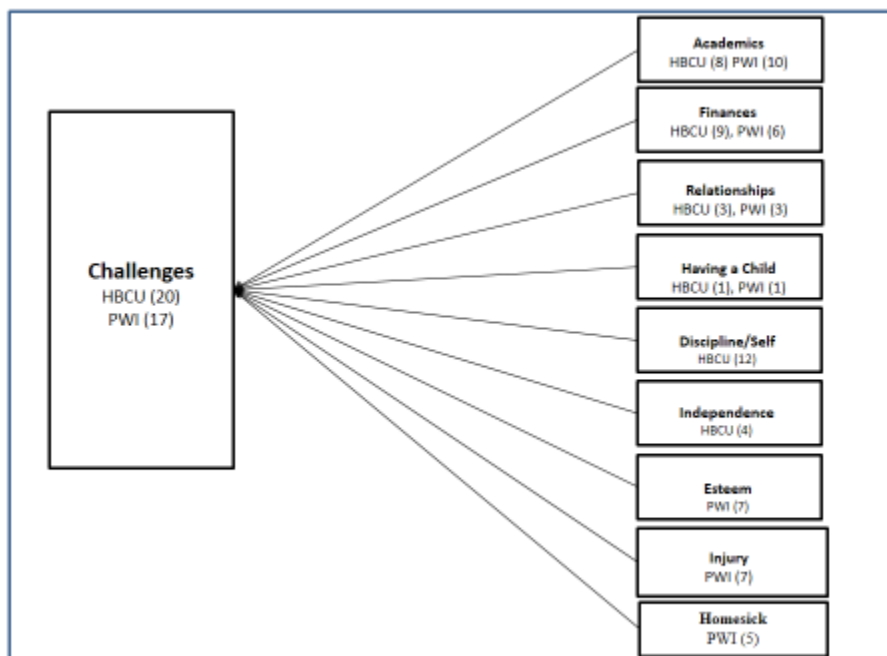 Challenges
HBCU (20)
PWI (17)
Academics
HBCU (8) PWI (10)
Finances
HBCU (9), PWI (6)
Relationships
HBCU (3), PWI (3)
Having a Child
HBCU (1), PWI (1)
Discipline/Self
HBCU (12)
Independence
HBCU (4)
Esteem
PWI (7)
Injury
PWI (7)
Homesick
PWI (5)